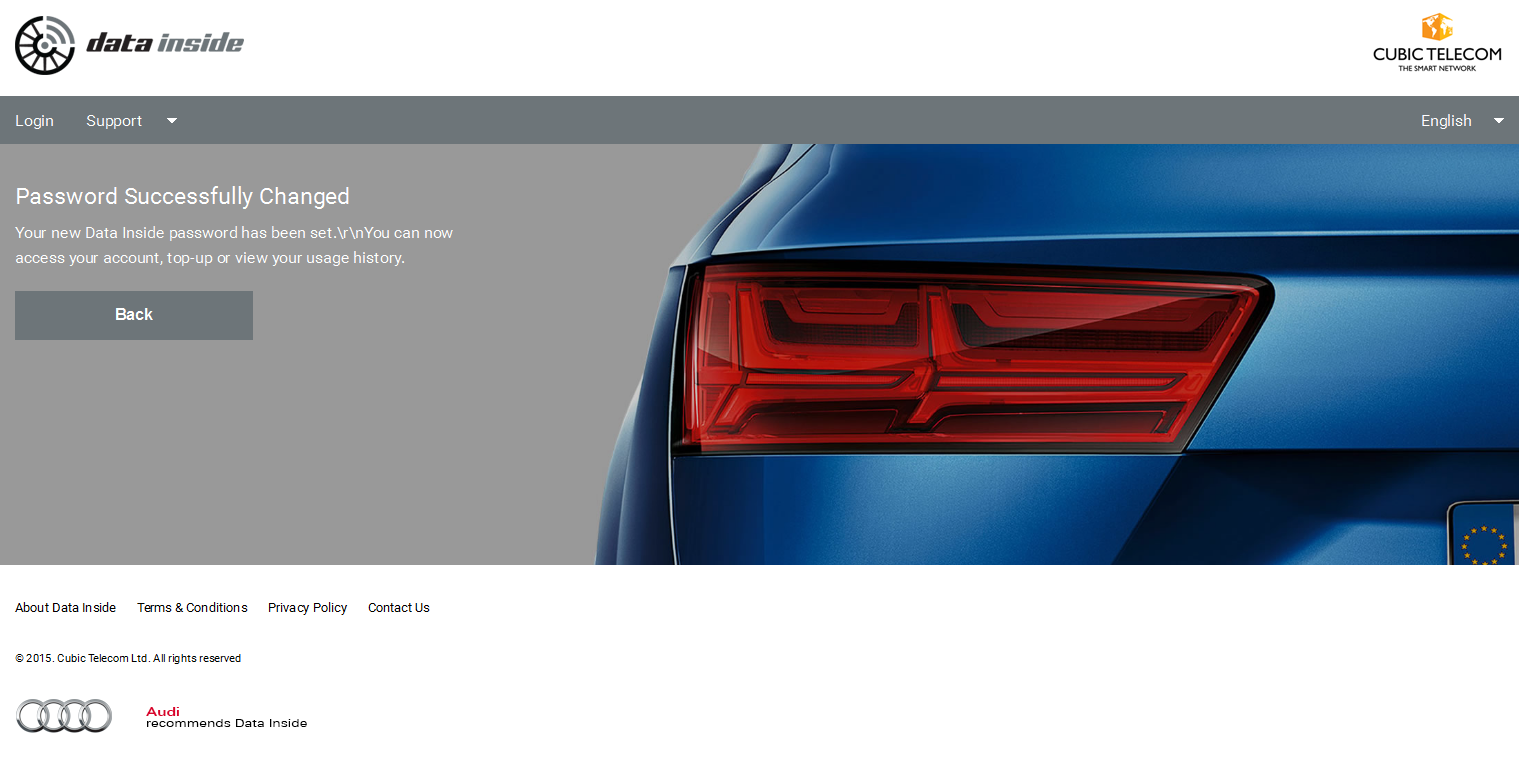 data inside
CUBIC TELECOM
THE SMART NETWORK
Login Support English
Password Successfully Changed
Your new Data Inside password has been set.\r\nYou can now
access your account, top-up or view your usage history.
Back
About Data Inside Terms & Conditions Privacy Policy Contact Us
© 2015. Cubic Telecom Ltd. All rights reserved
Audi
recommends Data Inside